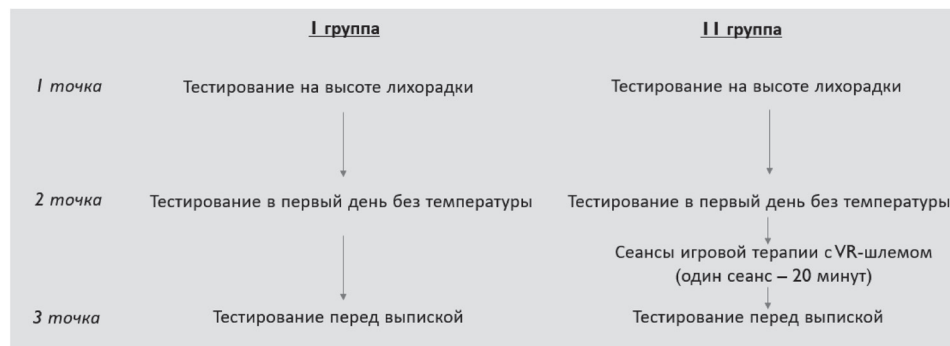 I группа II группа
1 точка Тестирование на высоте лихорадки Тестирование на высоте лихорадки
2 точка Тестирование в первый день без температуры Тестирование в первый день без температуры
Сеансы игровой терапии с VR-шлемом
(один сеанс – 20 минут)
3 точка Тестирование перед выпиской Тестирование перед выпиской